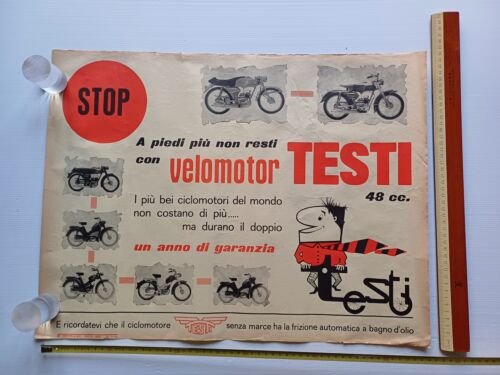 STOP
A piedi più non resti
con velomotor TESTI
48 cc.
I più bei ciclomotori del mondo
non costano di più.....
ma durano il doppio
un anno di garanzia
testi
E ricordatevi che il ciclomotore TESTI senza marce ha la frizione automatica a bagno d'olio